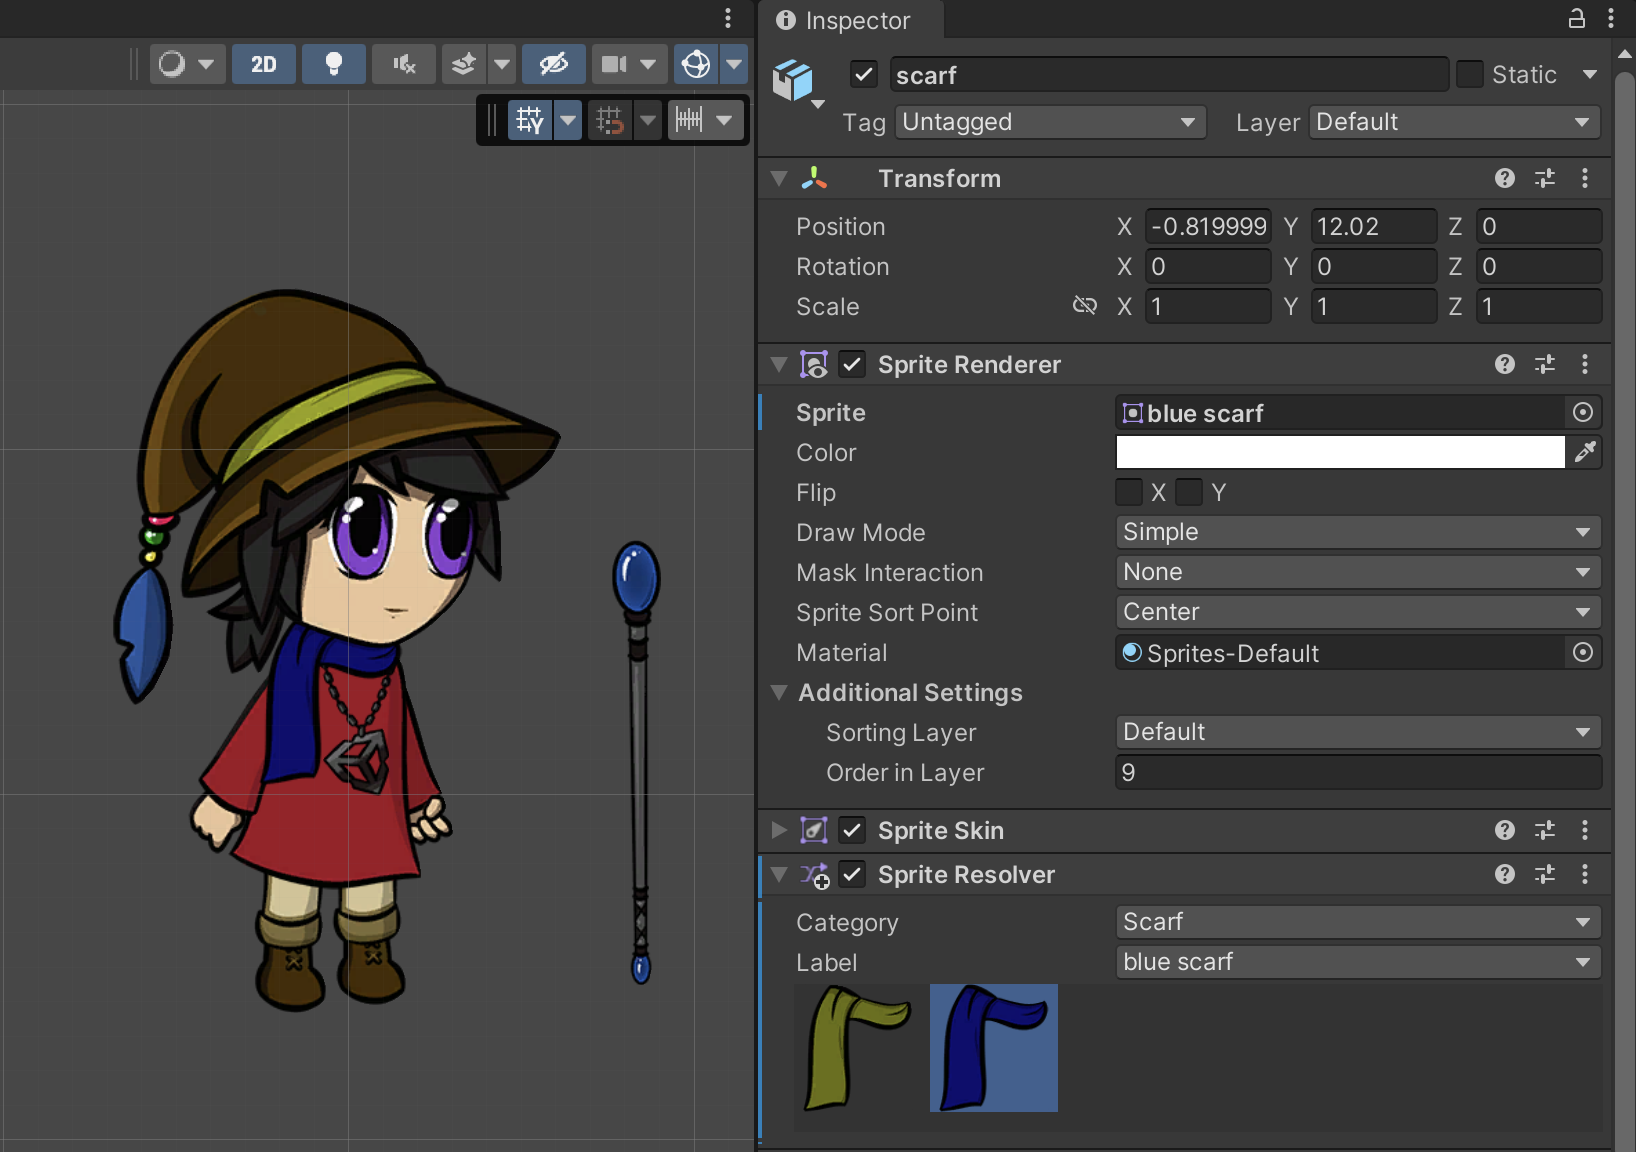 Inspector
2D
scarf
Static
Tag Untagged Layer Default
Y
Transform
Position X -0.819999 Y 12.02 Z 0
Rotation X 0 Y 0 Z 0
Scale X 1 Y 1 Z 1
Sprite Renderer
Sprite blue scarf
Color
Flip X Y
Draw Mode Simple
Mask Interaction None
Sprite Sort Point Center
Material Sprites-Default
Additional Settings
Sorting Layer Default
Order in Layer 9
Sprite Skin
Sprite Resolver
Category Scarf
Label blue scarf